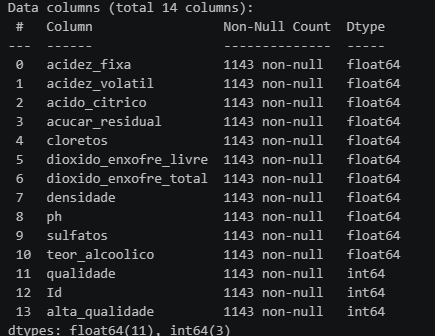 Data columns (total 14 columns):
 #   Column                Non-Null Count  Dtype
---  ------                --------------  -----
 0   acidez_fixa           1143 non-null   float64
 1   acidez_volatil        1143 non-null   float64
 2   acido_citrico         1143 non-null   float64
 3   acucar_residual       1143 non-null   float64
 4   cloretos              1143 non-null   float64
 5   dioxido_enxofre_livre 1143 non-null   float64
 6   dioxido_enxofre_total 1143 non-null   float64
 7   densidade             1143 non-null   float64
 8   ph                    1143 non-null   float64
 9   sulfatos              1143 non-null   float64
 10  teor_alcoolico        1143 non-null   float64
 11  qualidade             1143 non-null   int64
 12  Id                    1143 non-null   int64
 13  alta_qualidade        1143 non-null   int64
dtypes: float64(11), int64(3)